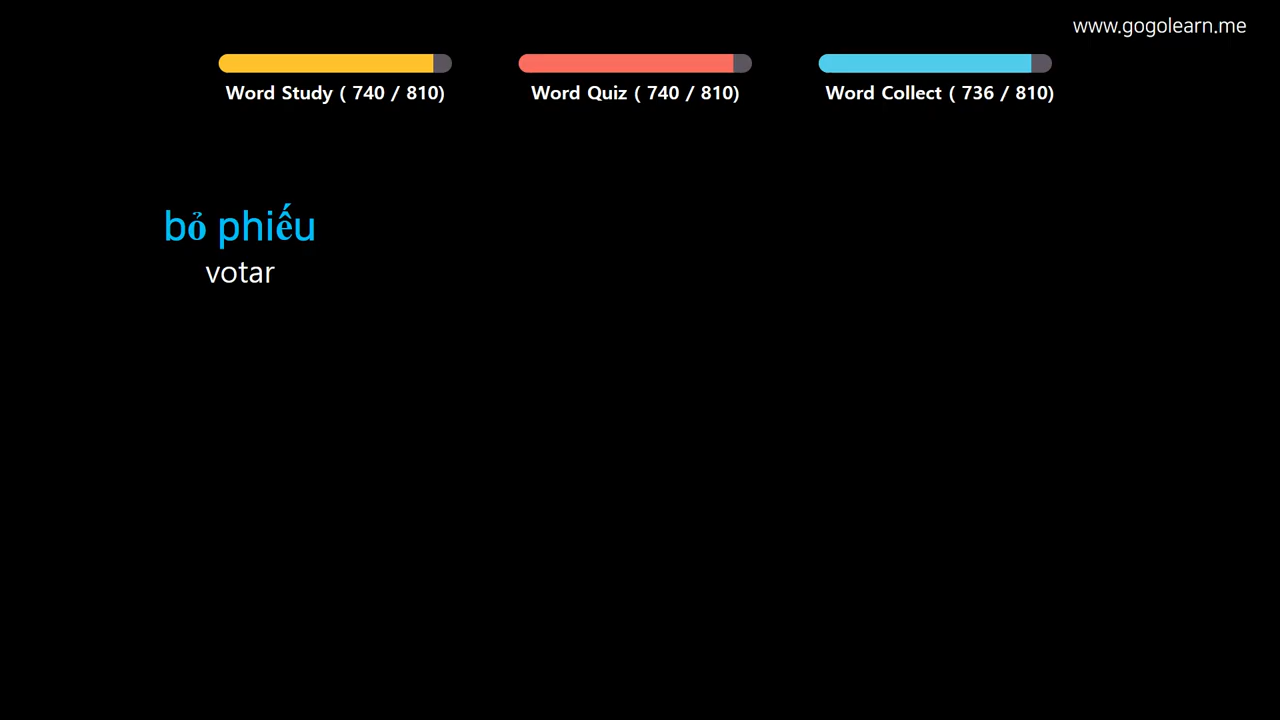 www.gogolearn.me
Word Study ( 740 / 810)
Word Quiz ( 740 / 810)
Word Collect ( 736 / 810)
bỏ phiếu
votar